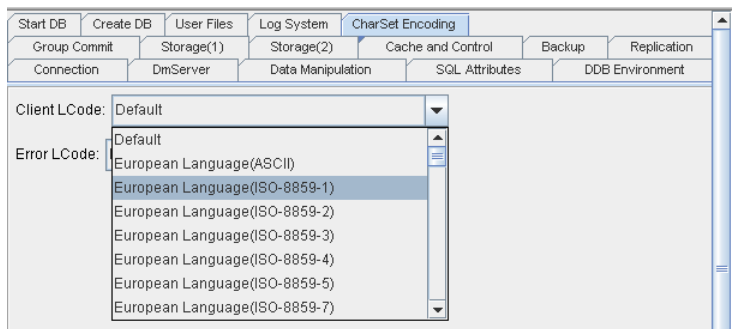 Start DB Create DB User Files Log System CharSet Encoding
Group Commit Storage(1) Storage(2) Cache and Control Backup Replication
Connection DmServer Data Manipulation SQL Attributes DDB Environment
Client LCode: Default
Default
Error LCode:
European Language(ASCII)
European Language(ISO-8859-1)
European Language(ISO-8859-2)
European Language(ISO-8859-3)
European Language(ISO-8859-4)
European Language(ISO-8859-5)
European Language(ISO-8859-7)